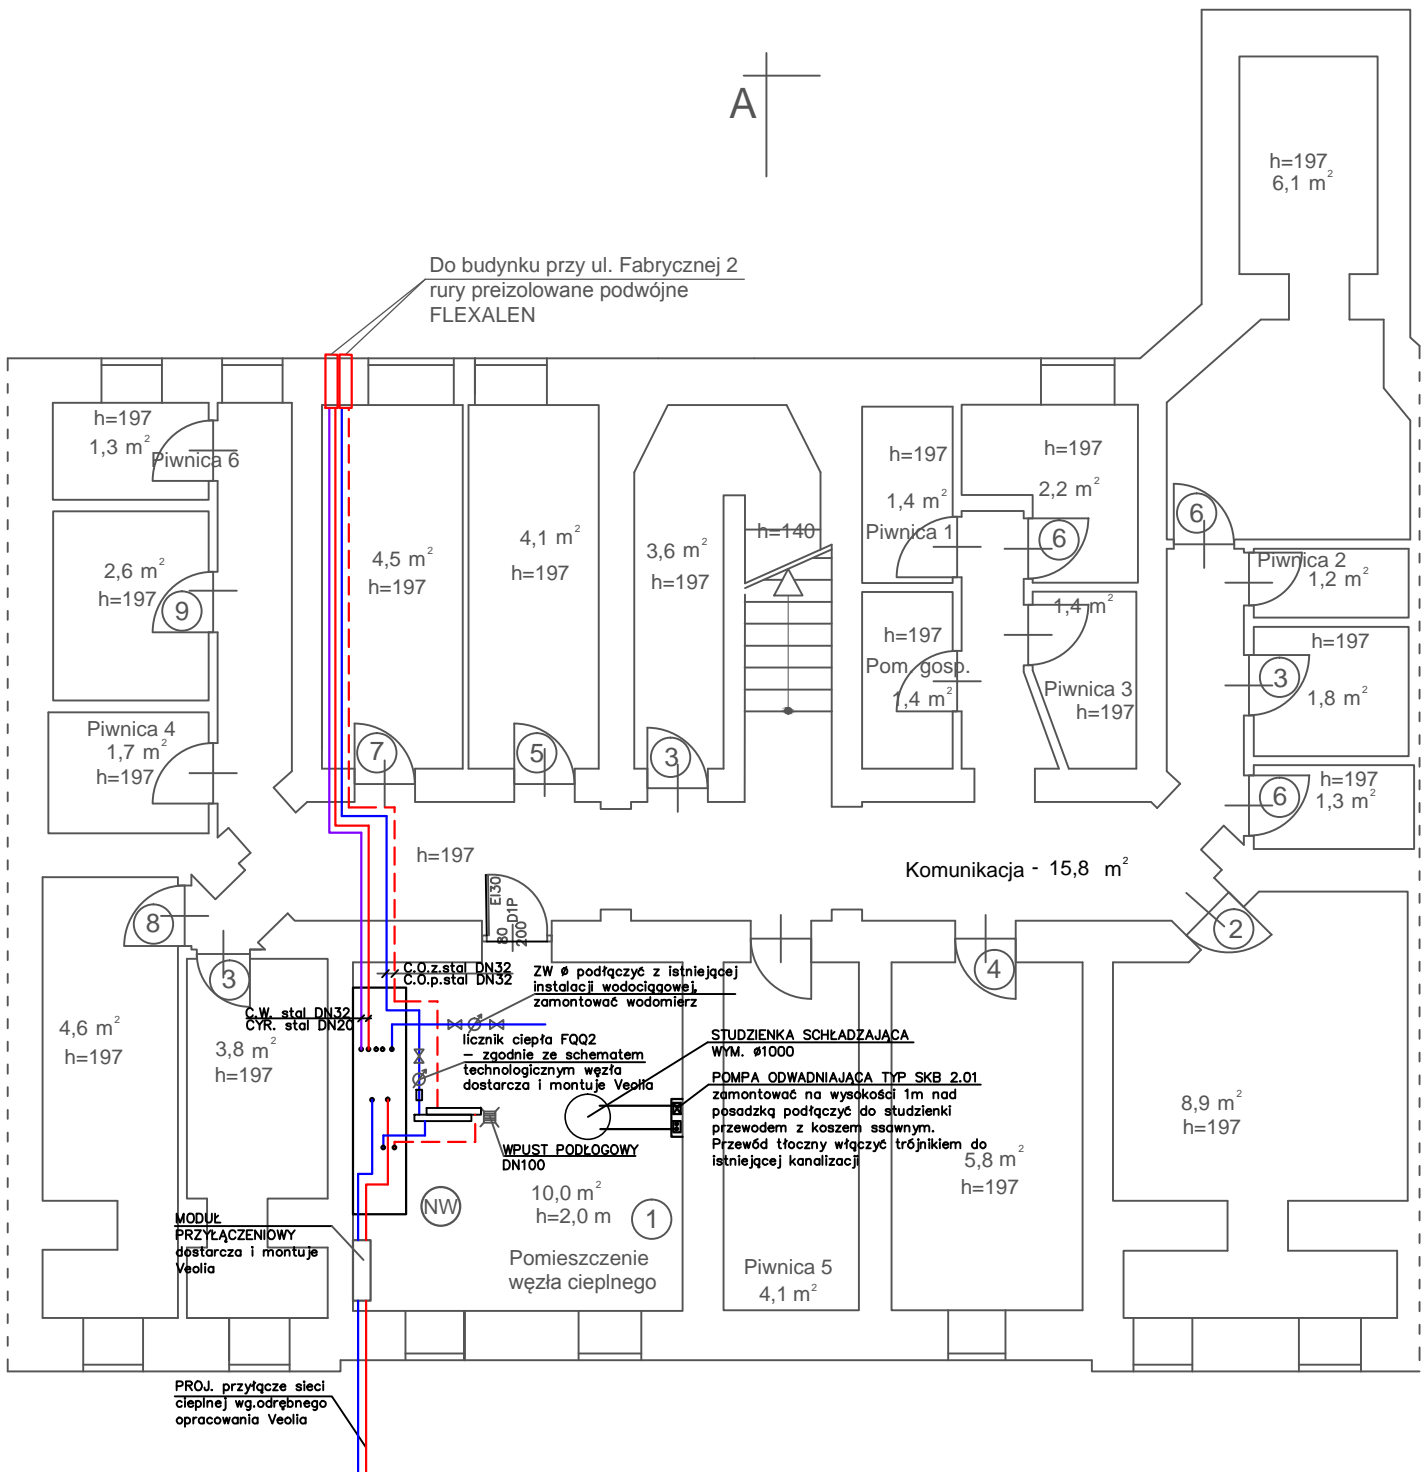 A
h=197
6,1 m²
Do budynku przy ul. Fabrycznej 2
rury preizolowane podwójne
FLEXALEN
h=197
1,3 m²
Piwnica 6
2,6 m²
h=197
9
Piwnica 4
1,7 m²
h=197
4,5 m²
h=197
7
4,1 m²
h=197
5
3,6 m²
h=197
3
h=140
h=197
1,4 m²
Piwnica 1
h=197
2,2 m²
6
h=197
Pom. gosp.
1,4 m²
1,4 m²
Piwnica 3
h=197
6
Piwnica 2
1,2 m²
h=197
3
1,8 m²
h=197
6
1,3 m²
h=197
Komunikacja - 15,8 m²
EI30
D1P
80
200
8
3
4
2
4,6 m²
h=197
3,8 m²
h=197
C.O.z.stal DN32
C.O.p.stal DN32
C.W. stal DN32
CYR. stal DN20
ZW ø podłączyć z istniejącej
instalacji wodociągowej,
zamontować wodomierz
licznik ciepła FQQ2
– zgodnie ze schematem
technologicznym węzła
dostarcza i montuje Veolia
STUDZIENKA SCHŁADZAJĄCA
WYM. ø1000
POMPA ODWADNIAJĄCA TYP SKB 2.01
zamontować na wysokości 1m nad
posadzką podłączyć do studzienki
przewodem z koszem ssawnym.
Przewód tłoczny włączyć trójnikiem do
istniejącej kanalizacji
WPUST PODŁOGOWY
DN100
NW
10,0 m²
h=2,0 m
1
Pomieszczenie
węzła cieplnego
Piwnica 5
4,1 m²
5,8 m²
h=197
8,9 m²
h=197
MODUŁ
PRZYŁĄCZENIOWY
dostarcza i montuje
Veolia
PROJ. przyłącze sieci
cieplnej wg.odrębnego
opracowania Veolia